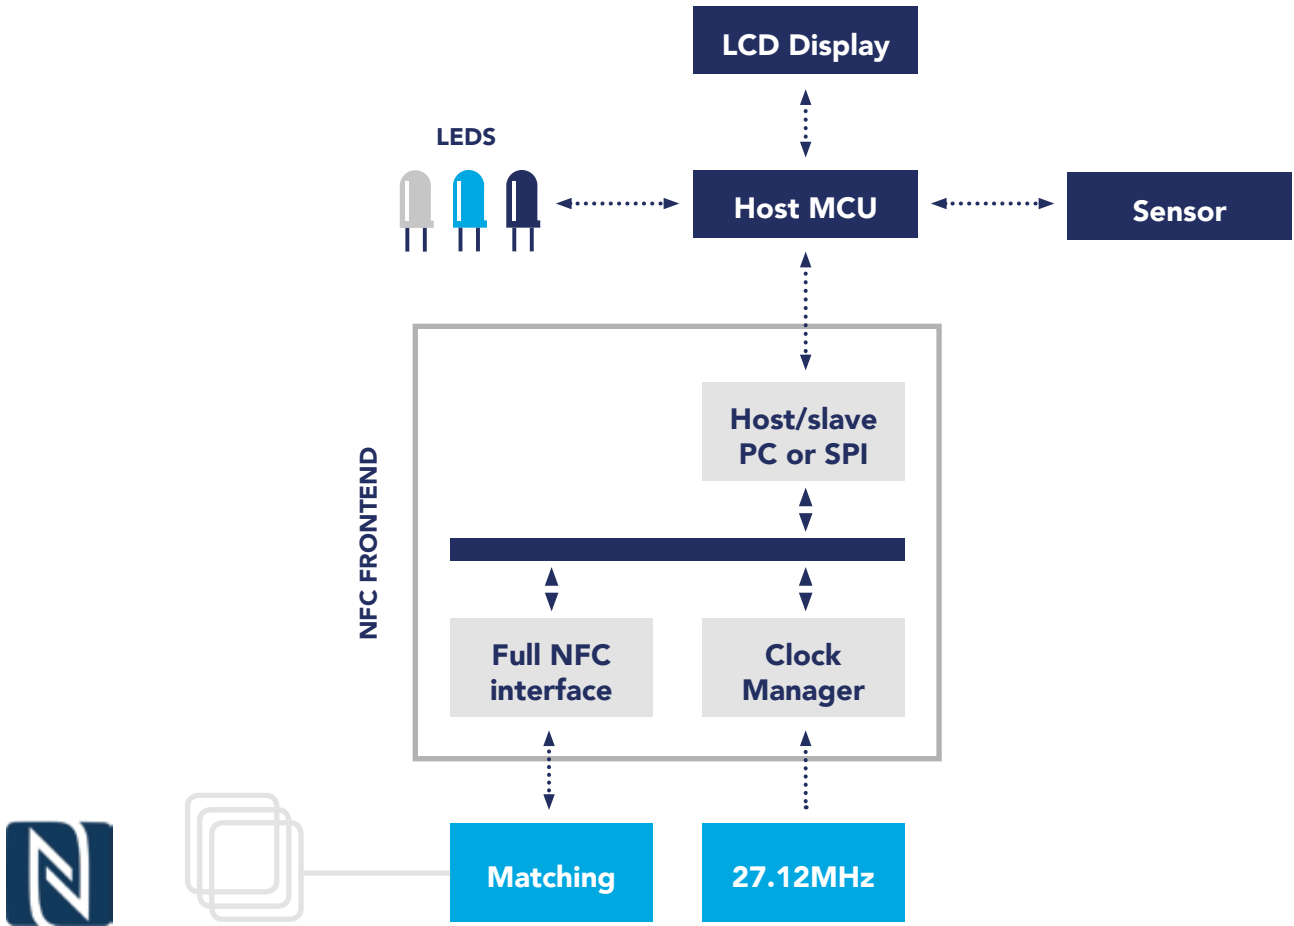 LCD Display
LEDS
Host MCU
Sensor
Host/slave
PC or SPI
NFC FRONTEND
Full NFC
interface
Clock
Manager
Matching
27.12MHz